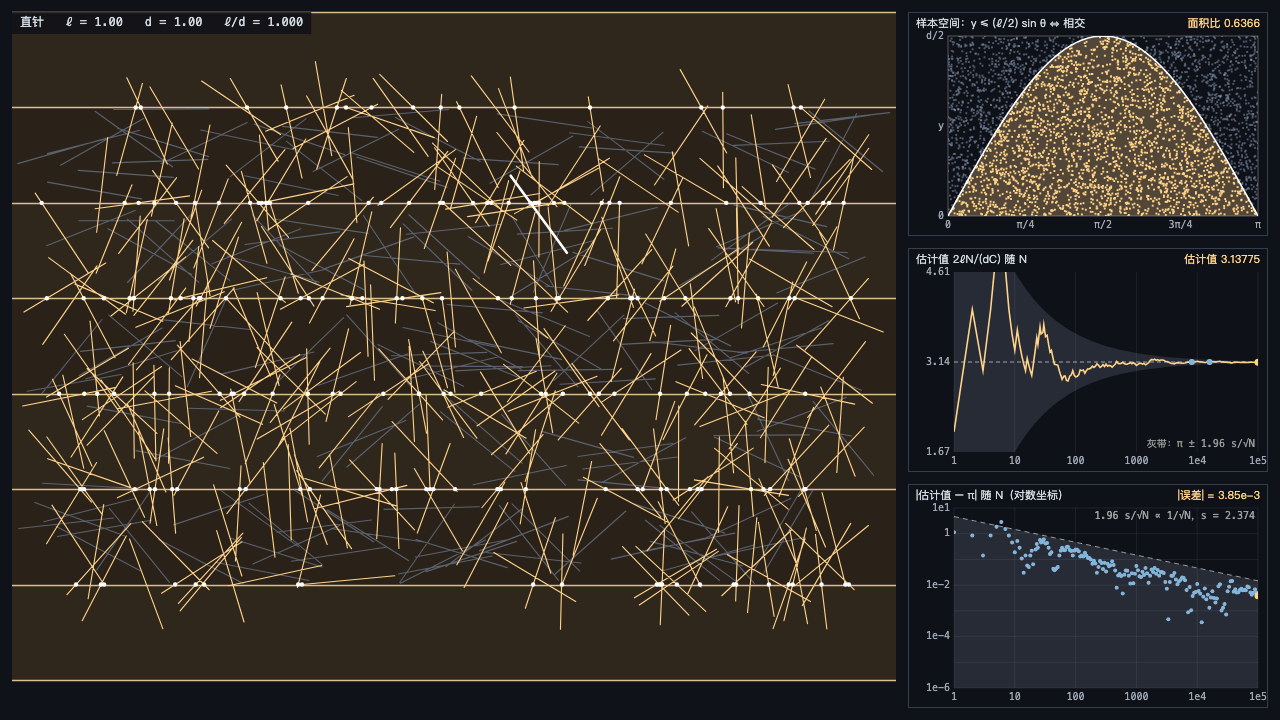 直针 ℓ = 1.00 d = 1.00 ℓ/d = 1.000
样本空间: y ≤ (ℓ/2) sin θ ⇔ 相交 面积比 0.6366
d/2
y
0
0 π/4 π/2 3π/4 π
估计值 2ℓN/(dC) 随 N 估计值 3.13775
4.61
3.14
灰带: π ± 1.96 s/√N
1.67
1 10 100 1000 1e4 1e5
|估计值 − π| 随 N (对数坐标) |误差| = 3.85e−3
1e1
1.96 s/√N ∝ 1/√N, s = 2.374
1
1e−2
1e−4
1e−6
1 10 100 1000 1e4 1e5